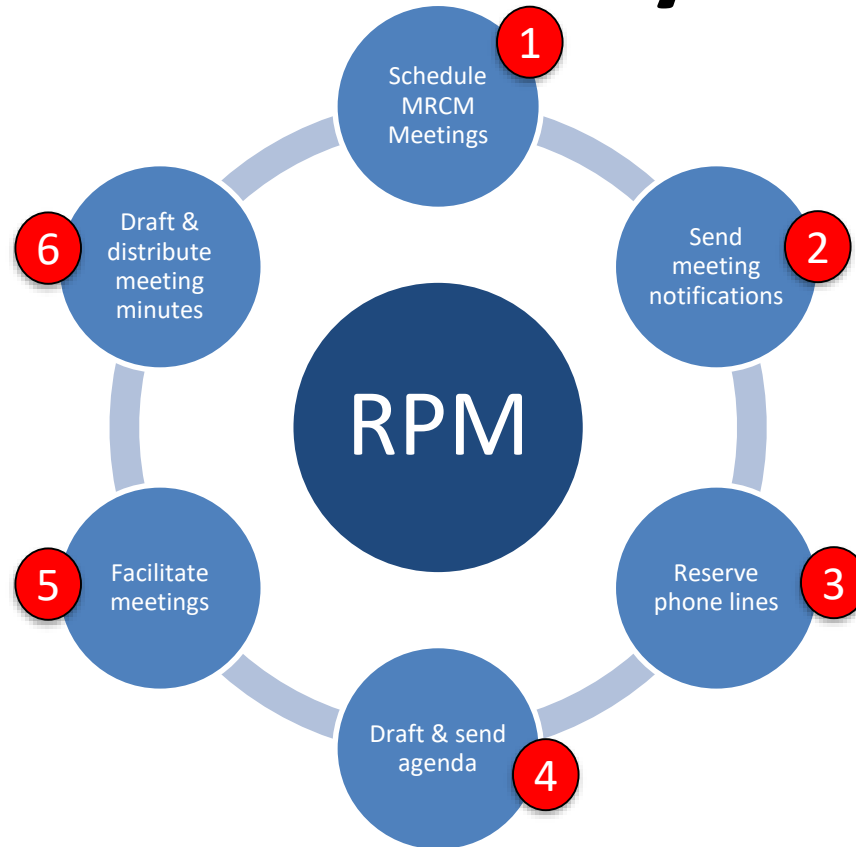 1
Schedule
MRCM
Meetings
2
Send
meeting
notifications
3
Reserve
phone lines
4
Draft & send
agenda
5
Facilitate
meetings
6
Draft &
distribute
meeting
minutes
RPM